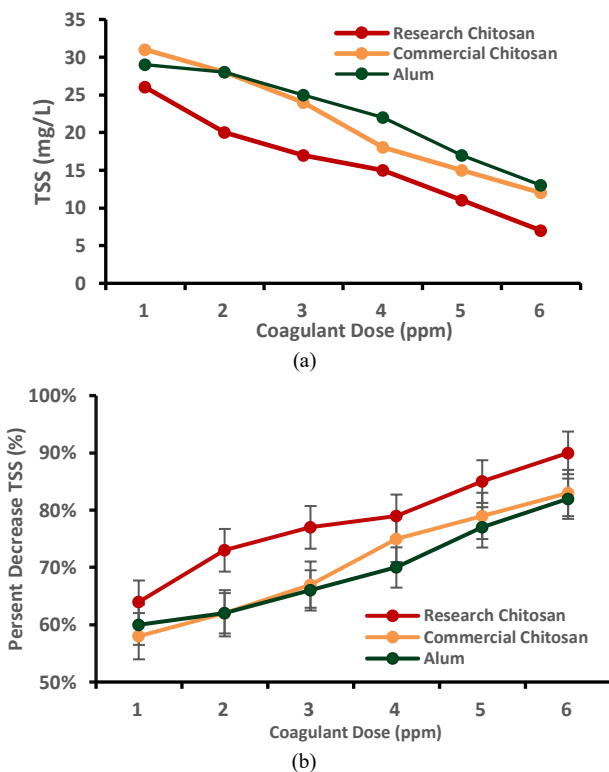 35
30
25
20
15
10
5
0
TSS (mg/L)
Research Chitosan
Commercial Chitosan
Alum
1 2 3 4 5 6
Coagulant Dose (ppm)
(a)
100%
90%
80%
70%
60%
50%
Persent Decrease TSS (%)
Research Chitosan
Commercial Chitosan
Alum
1 2 3 4 5 6
Coagulant Dose (ppm)
(b)